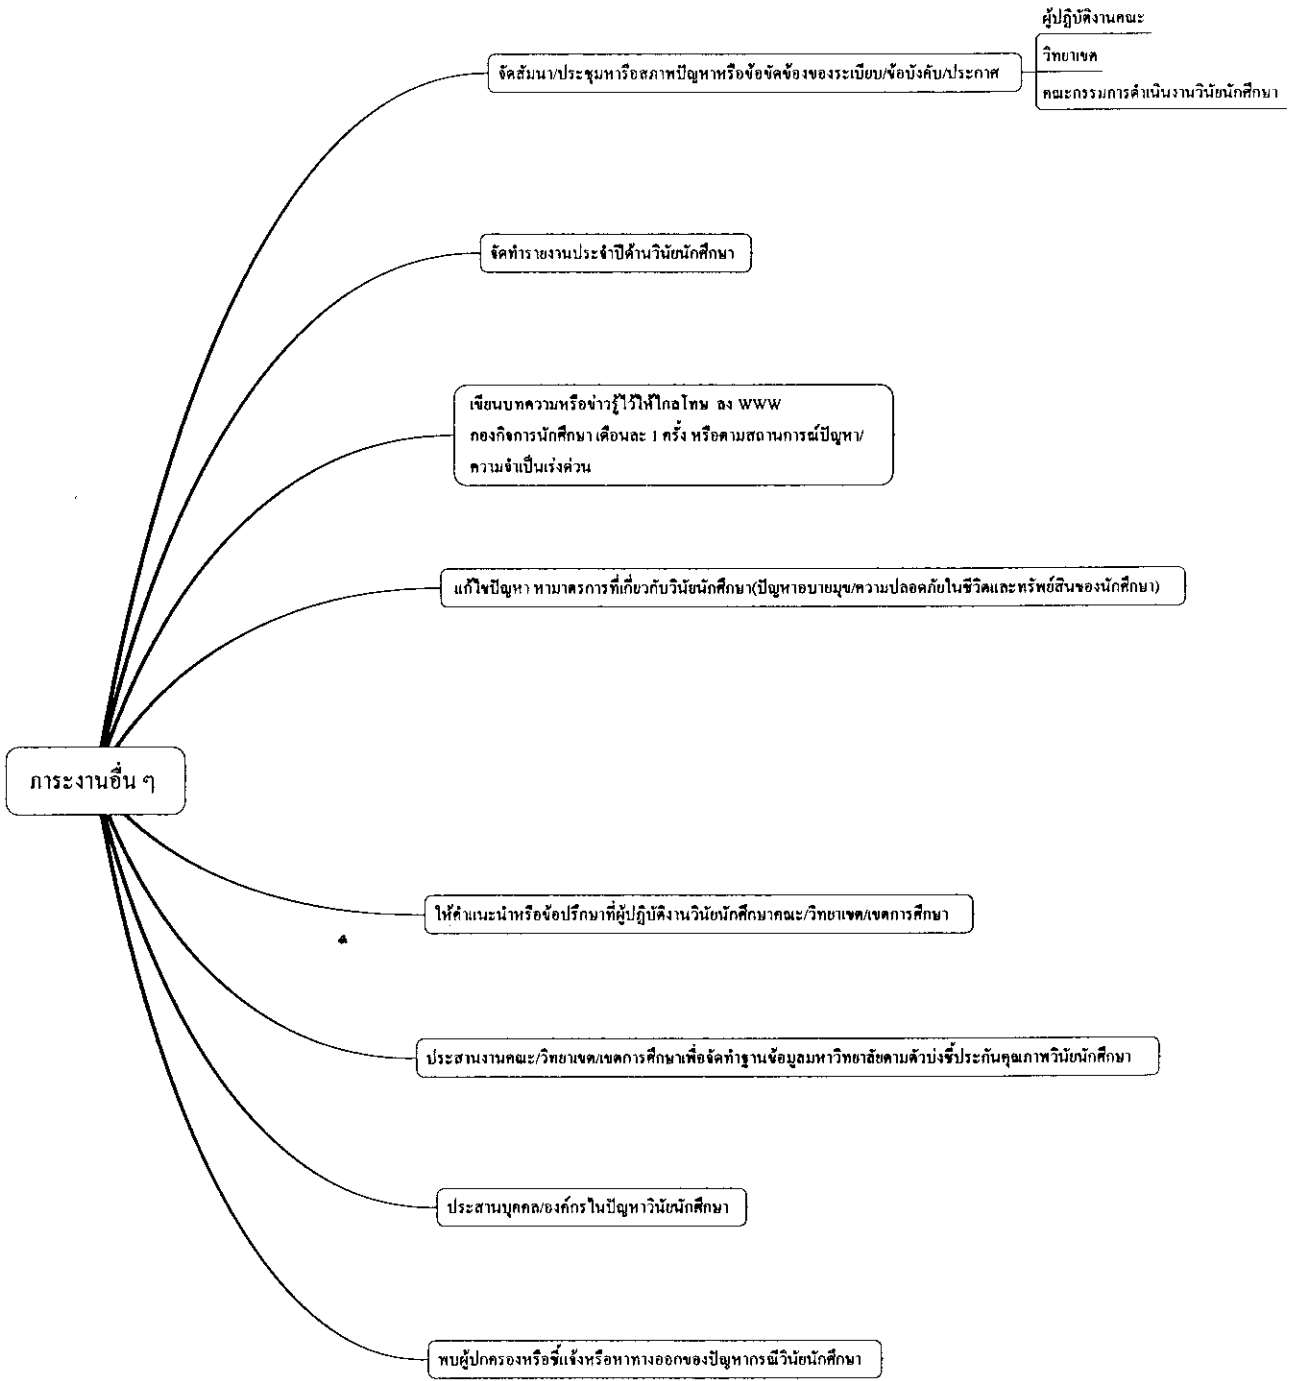 ผู้ปฏิบัติงานคณะ
วิทยาเขต
จัดสัมนา/ประชุมหารือสภาพปัญหาหรือข้อขัดข้องของระเบียบ/ข้อบังคับ/ประกาศ
คณะกรรมการดำเนินงานวินัยนักศึกษา
จัดทำรายงานประจำปีด้านวินัยนักศึกษา
เขียนบทความหรือข่าวรู้ไว้ให้ไกลโทษ ลง WWW
กองกิจการนักศึกษา เดือนละ 1 ครั้ง หรือตามสถานการณ์ปัญหา/
ความจำเป็นเร่งด่วน
แก้ไขปัญหา หามาตรการที่เกี่ยวกับวินัยนักศึกษา(ปัญหาอบายมุข/ความปลอดภัยในชีวิตและทรัพย์สินของนักศึกษา)
ภาระงานอื่น ๆ
ให้คำแนะนำหรือข้อปรึกษาที่ผู้ปฏิบัติงานวินัยนักศึกษาคณะ/วิทยาเขต/เขตการศึกษา
ประสานงานคณะ/วิทยาเขต/เขตการศึกษาเพื่อจัดทำฐานข้อมูลมหาวิทยาลัยตามตัวบ่งชี้ประกันคุณภาพวินัยนักศึกษา
ประสานบุคคล/องค์กรในปัญหาวินัยนักศึกษา
พบผู้ปกครองหรือชี้แจ้งหรือหาทางออกของปัญหากรณีวินัยนักศึกษา